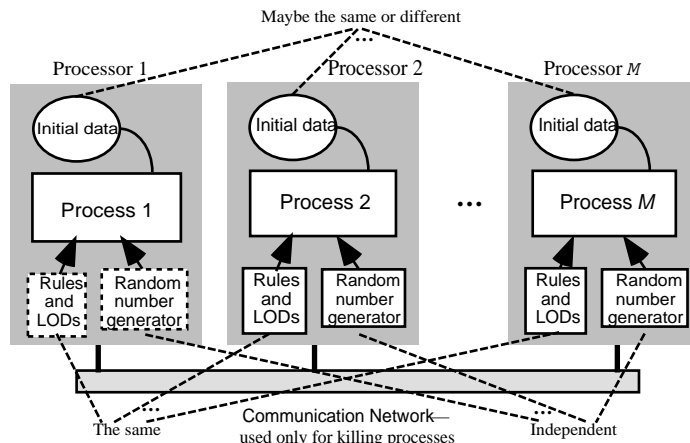 Maybe the same or different
...
Processor 1
Processor 2
Processor M
Initial data
Initial data
Initial data
Process 1
Process 2
...
Process M
Rules and LODs
Random number generator
Rules and LODs
Random number generator
Rules and LODs
Random number generator
...
...
The same
Communication Network—
used only for killing processes
Independent